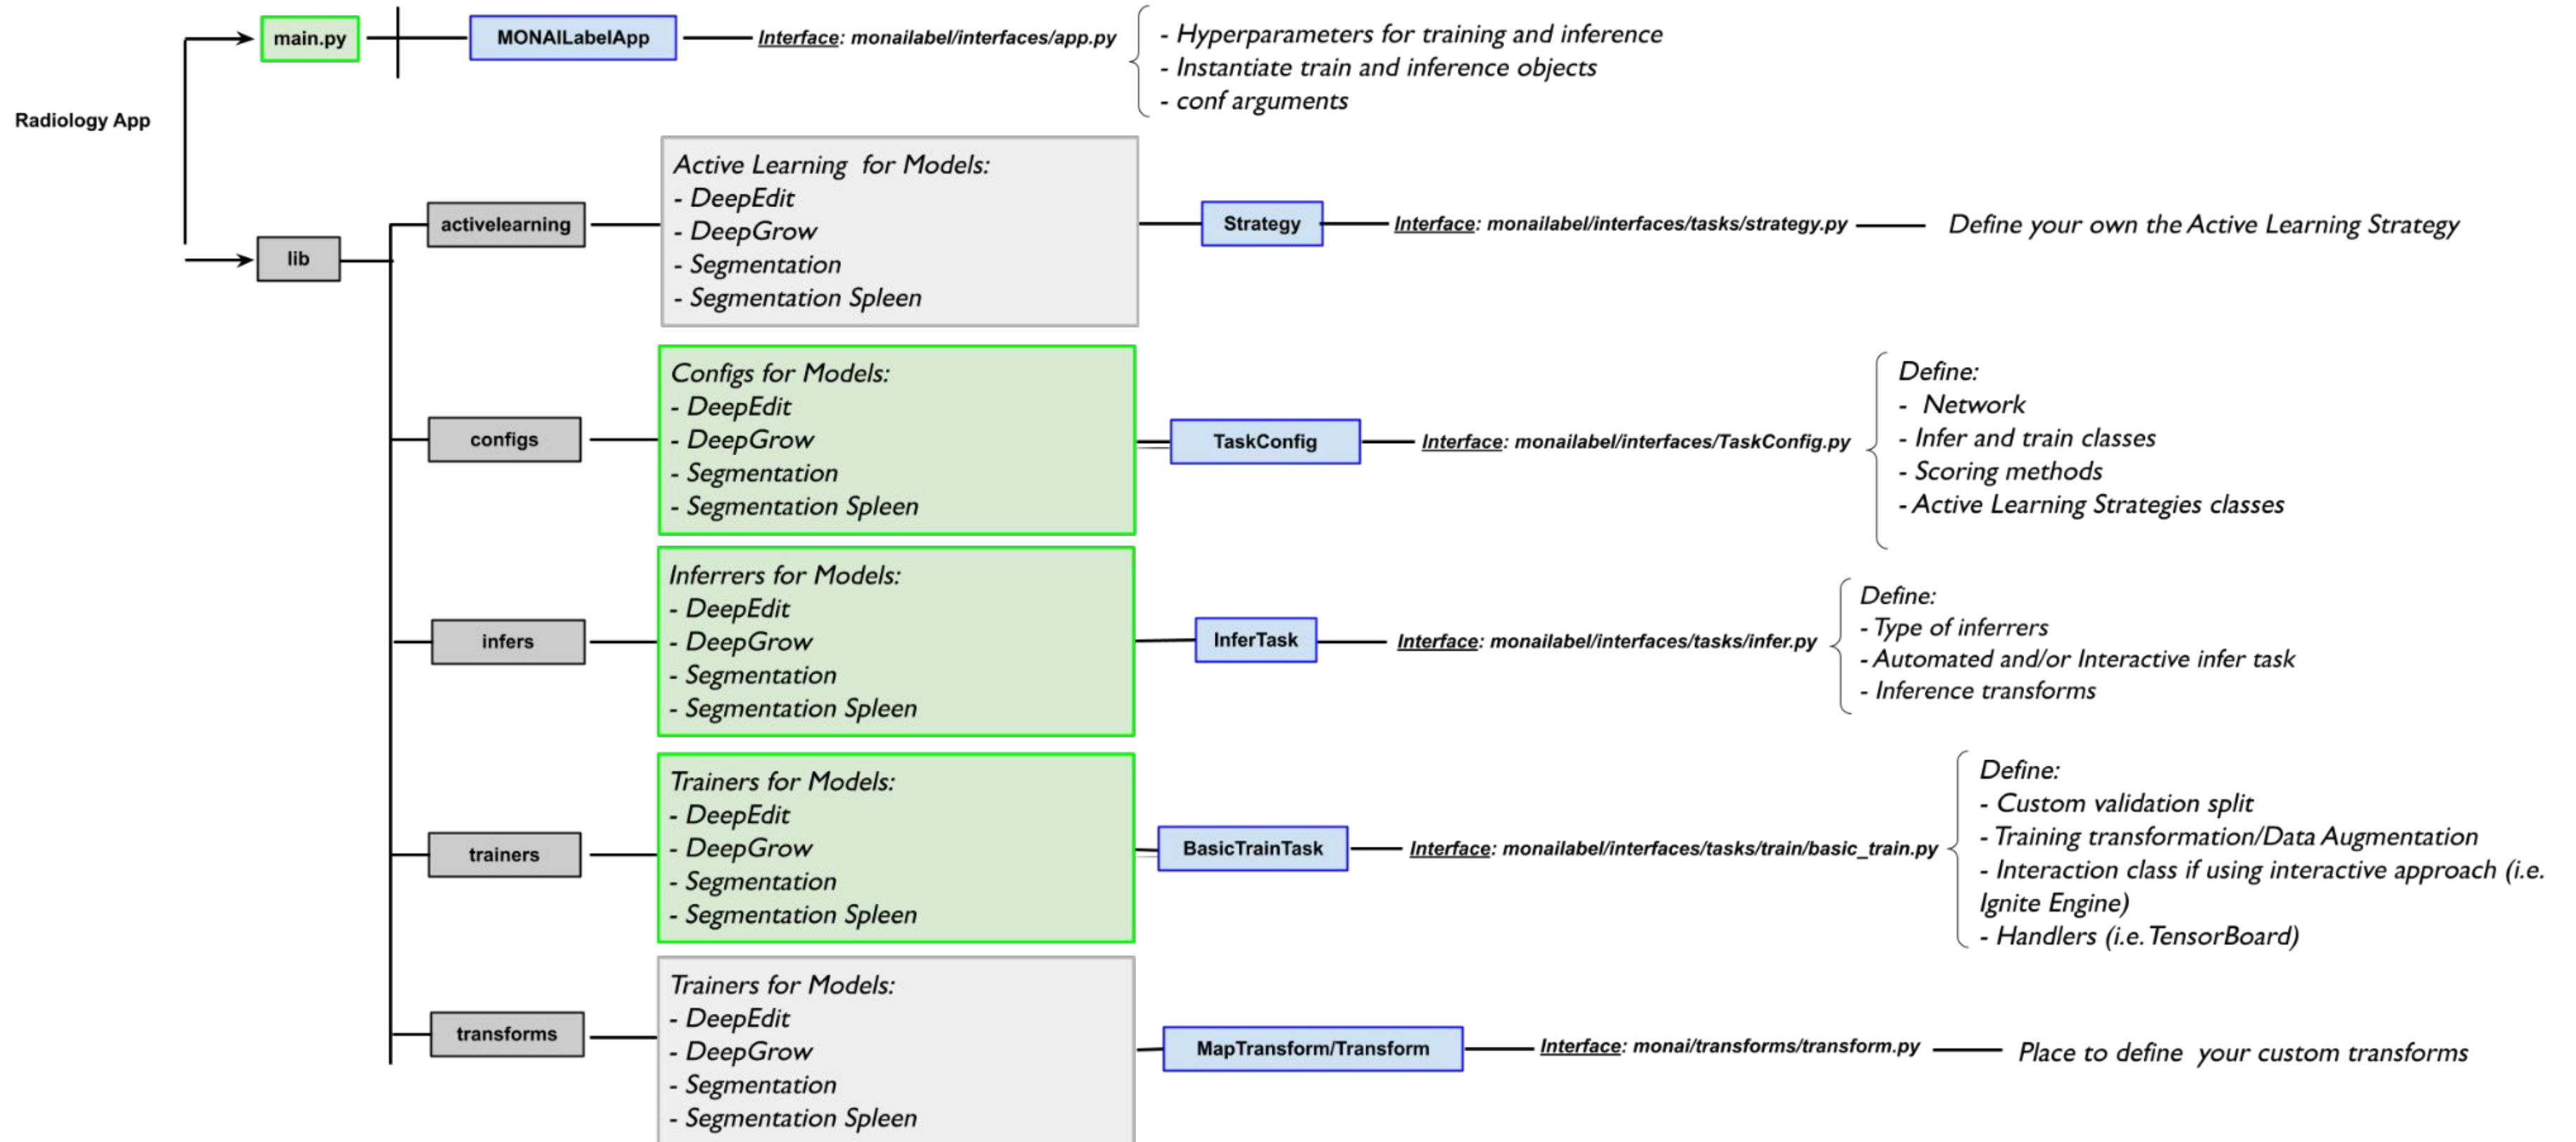 main.py
MONAILabelApp
Interface: monailabel/interfaces/app.py
- Hyperparameters for training and inference
- Instantiate train and inference objects
- conf arguments
Radiology App
lib
activelearning
Active Learning for Models:
- DeepEdit
- DeepGrow
- Segmentation
- Segmentation Spleen
Strategy
Interface: monailabel/interfaces/tasks/strategy.py
Define your own the Active Learning Strategy
configs
Configs for Models:
- DeepEdit
- DeepGrow
- Segmentation
- Segmentation Spleen
TaskConfig
Interface: monailabel/interfaces/TaskConfig.py
Define:
- Network
- Infer and train classes
- Scoring methods
- Active Learning Strategies classes
infers
Inferrers for Models:
- DeepEdit
- DeepGrow
- Segmentation
- Segmentation Spleen
InferTask
Interface: monailabel/interfaces/tasks/infer.py
Define:
- Type of inferrers
- Automated and/or Interactive infer task
- Inference transforms
trainers
Trainers for Models:
- DeepEdit
- DeepGrow
- Segmentation
- Segmentation Spleen
BasicTrainTask
Interface: monailabel/interfaces/tasks/train/basic_train.py
Define:
- Custom validation split
- Training transformation/Data Augmentation
- Interaction class if using interactive approach (i.e.
Ignite Engine)
- Handlers (i.e. TensorBoard)
transforms
Trainers for Models:
- DeepEdit
- DeepGrow
- Segmentation
- Segmentation Spleen
MapTransform/Transform
Interface: monai/transforms/transform.py
Place to define your custom transforms